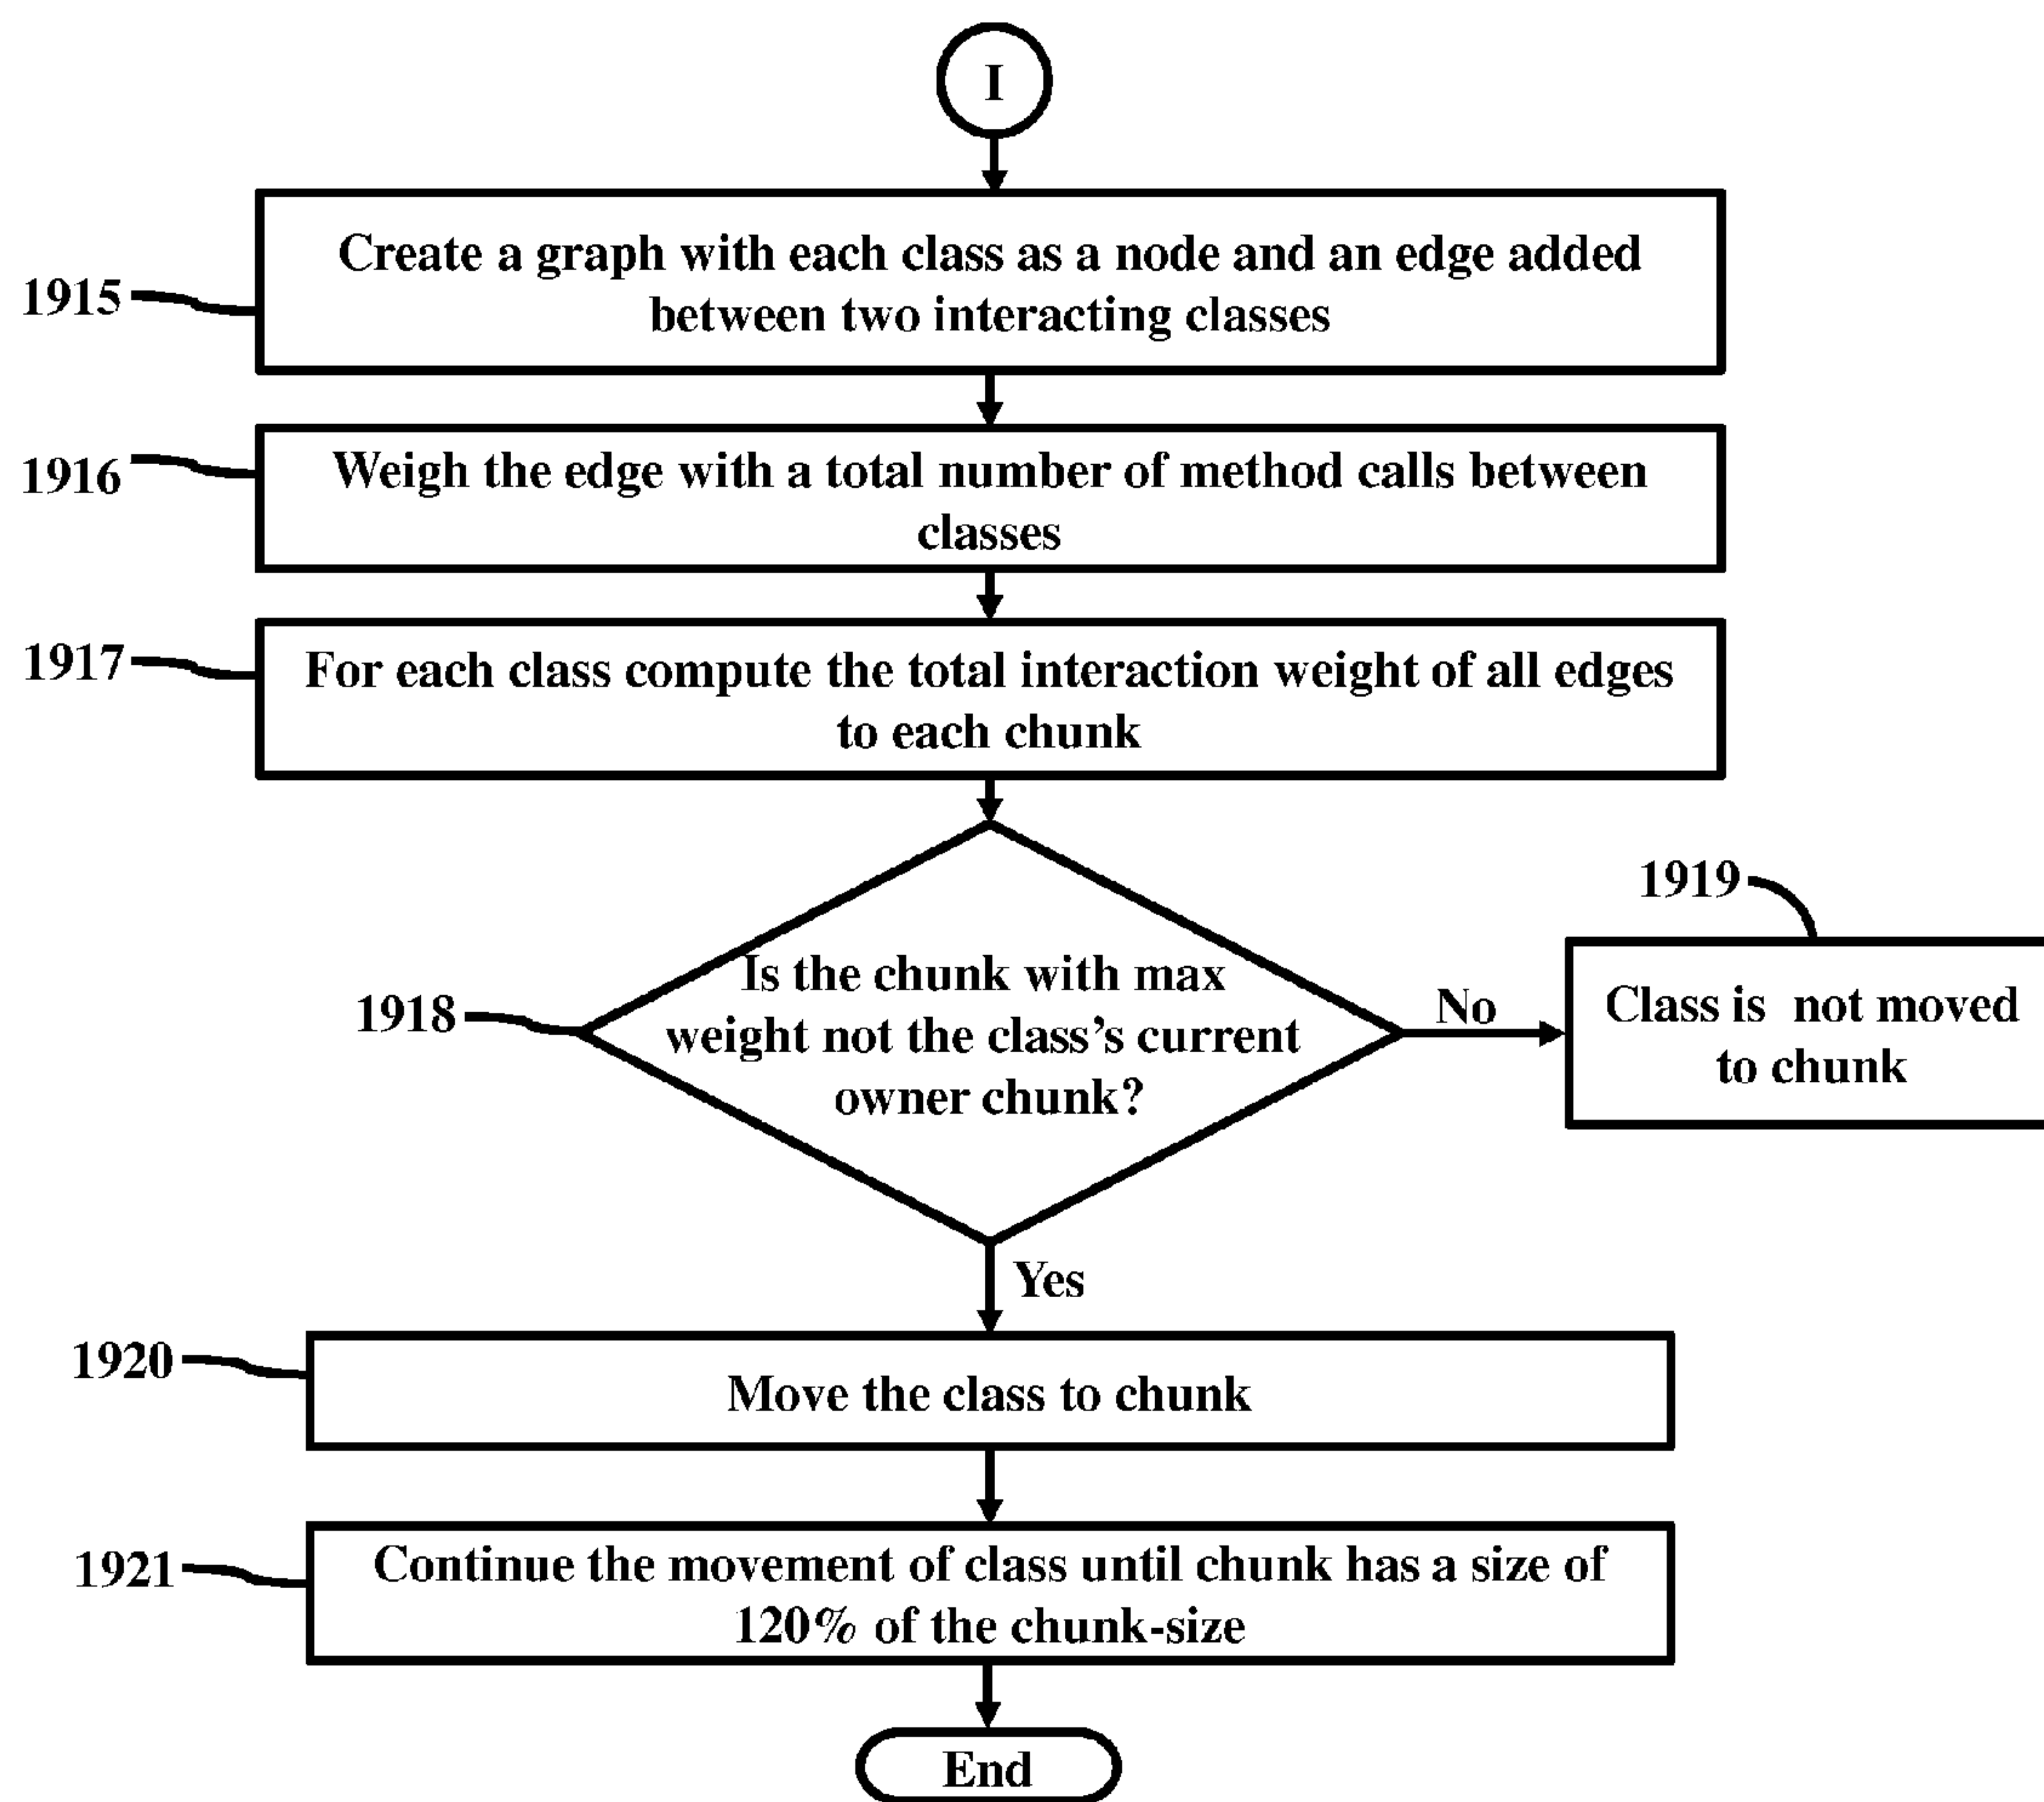 I
Create a graph with each class as a node and an edge added
between two interacting classes
1915
Weigh the edge with a total number of method calls between
classes
1916
For each class compute the total interaction weight of all edges
to each chunk
1917
Is the chunk with max
weight not the class's current
owner chunk?
1918
No
1919
Class is not moved
to chunk
Yes
1920
Move the class to chunk
1921
Continue the movement of class until chunk has a size of
120% of the chunk-size
End